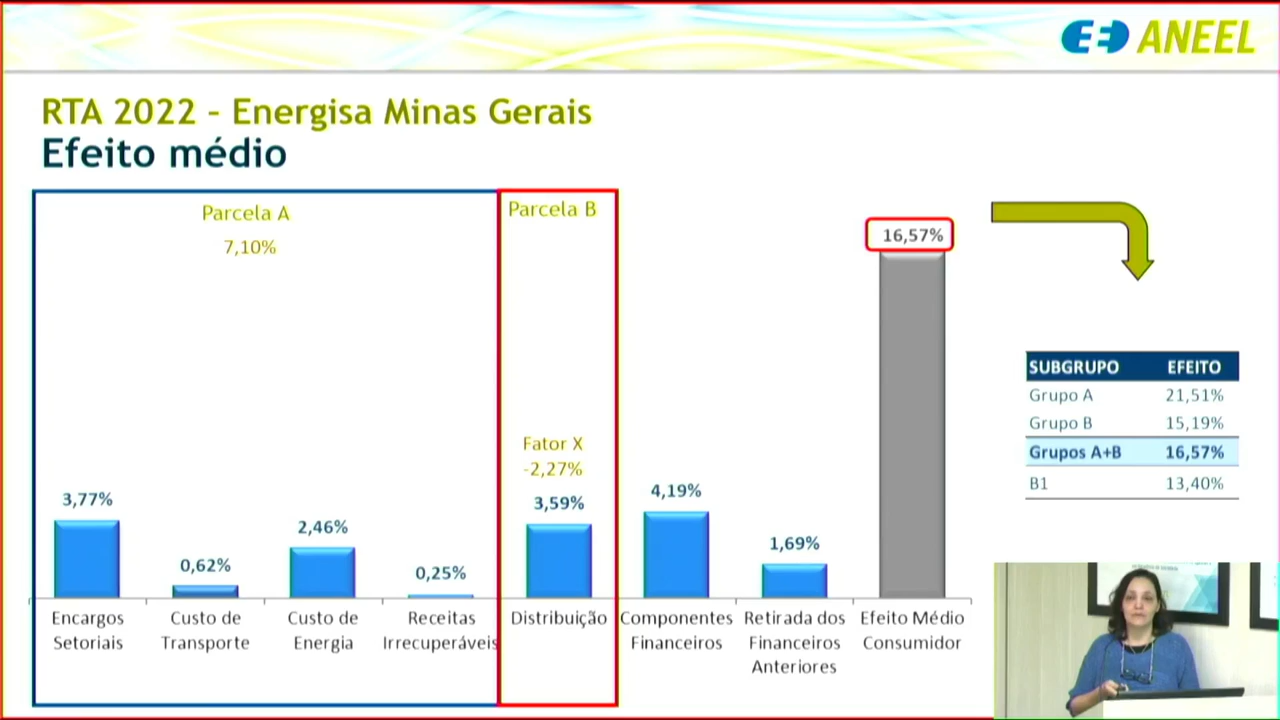 ANEEL
RTA 2022 – Energisa Minas Gerais
Efeito médio
Parcela A
7,10%
Parcela B
16,57%
Fator X
-2,27%
3,77%
0,62%
2,46%
0,25%
3,59%
4,19%
1,69%
Encargos
Setoriais
Custo de
Transporte
Custo de
Energia
Receitas
Irrecuperáveis
Distribuição
Componentes
Financeiros
Retirada dos
Financeiros
Anteriores
Efeito Médio
Consumidor
SUBGRUPO EFEITO
Grupo A 21,51%
Grupo B 15,19%
Grupos A+B 16,57%
B1 13,40%